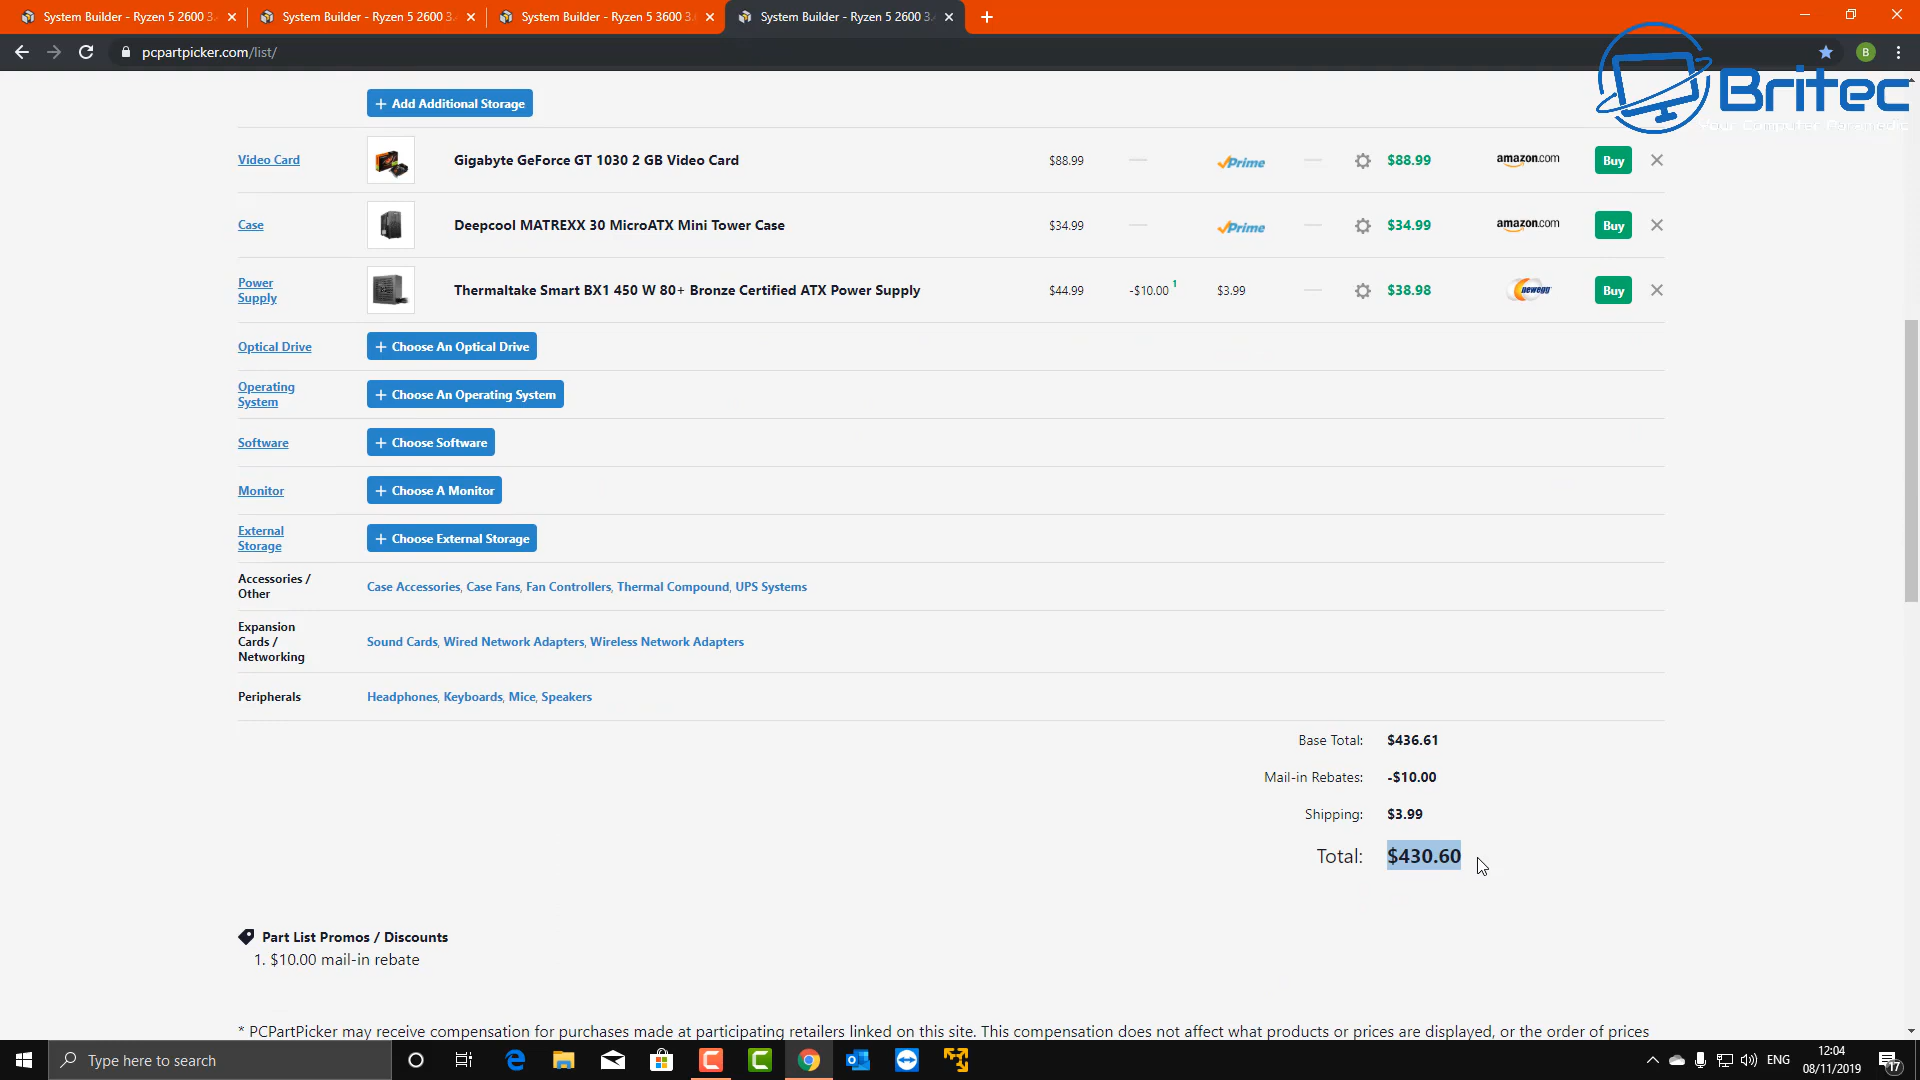 System Builder - Ryzen 5 2600 3. System Builder - Ryzen 5 2600 3. System Builder - Ryzen 5 3600 3. System Builder - Ryzen 5 2600 3.
pcpartpicker.com/list/ B
Britec
Your Computer Paramedic
+ Add Additional Storage
Video Card Gigabyte GeForce GT 1030 2 GB Video Card $88.99 — Prime — $88.99 amazon.com Buy
Case Deepcool MATREXX 30 MicroATX Mini Tower Case $34.99 — Prime — $34.99 amazon.com Buy
Power Supply Thermaltake Smart BX1 450 W 80+ Bronze Certified ATX Power Supply $44.99 -$10.00 1 $3.99 — $38.98 newegg Buy
Optical Drive + Choose An Optical Drive
Operating System + Choose An Operating System
Software + Choose Software
Monitor + Choose A Monitor
External Storage + Choose External Storage
Accessories / Other Case Accessories, Case Fans, Fan Controllers, Thermal Compound, UPS Systems
Expansion Cards / Networking Sound Cards, Wired Network Adapters, Wireless Network Adapters
Peripherals Headphones, Keyboards, Mice, Speakers
Base Total: $436.61
Mail-in Rebates: -$10.00
Shipping: $3.99
Total: $430.60
Part List Promos / Discounts
1. $10.00 mail-in rebate
* PCPartPicker may receive compensation for purchases made at participating retailers linked on this site. This compensation does not affect what products or prices are displayed, or the order of prices
Type here to search ENG 12:04 17
08/11/2019